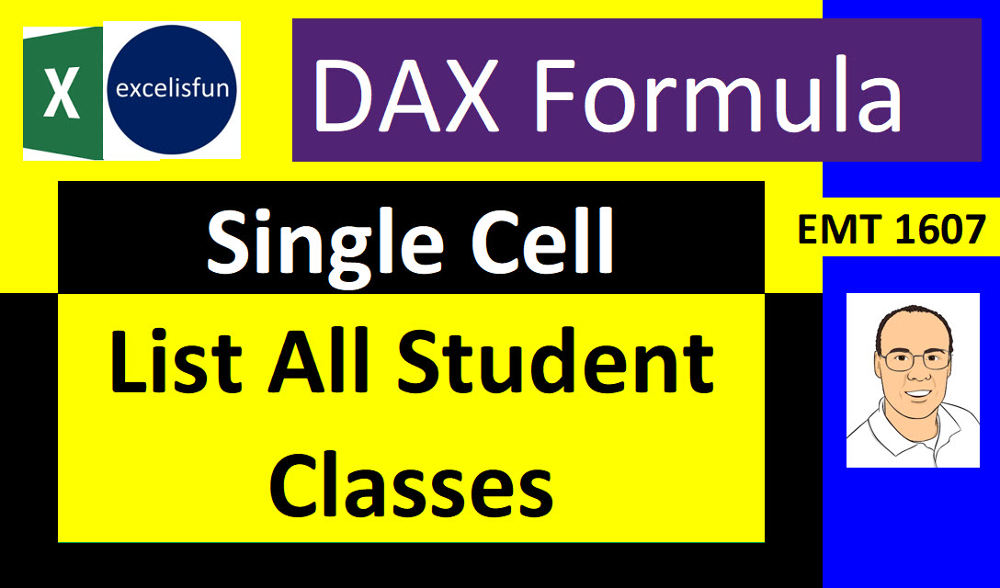 X
excelisfun
DAX Formula
Single Cell
EMT 1607
List All Student
Classes